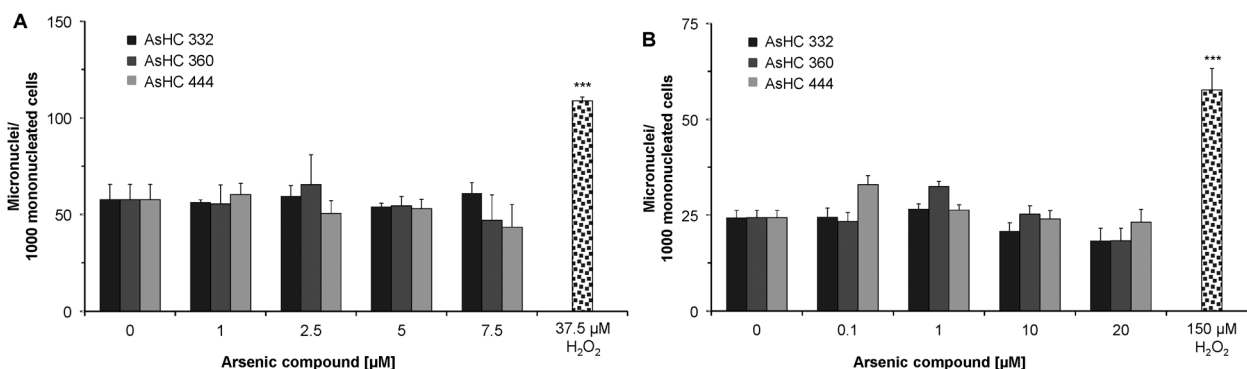 A
150
100
50
0
Micronuclei/
1000 mononucleated cells
AsHC 332
AsHC 360
AsHC 444
***
0 1 2.5 5 7.5 37.5 µM
H₂O₂
Arsenic compound [µM]
B
75
50
25
0
Micronuclei/
1000 mononucleated cells
AsHC 332
AsHC 360
AsHC 444
***
0 0.1 1 10 20 150 µM
H₂O₂
Arsenic compound [µM]